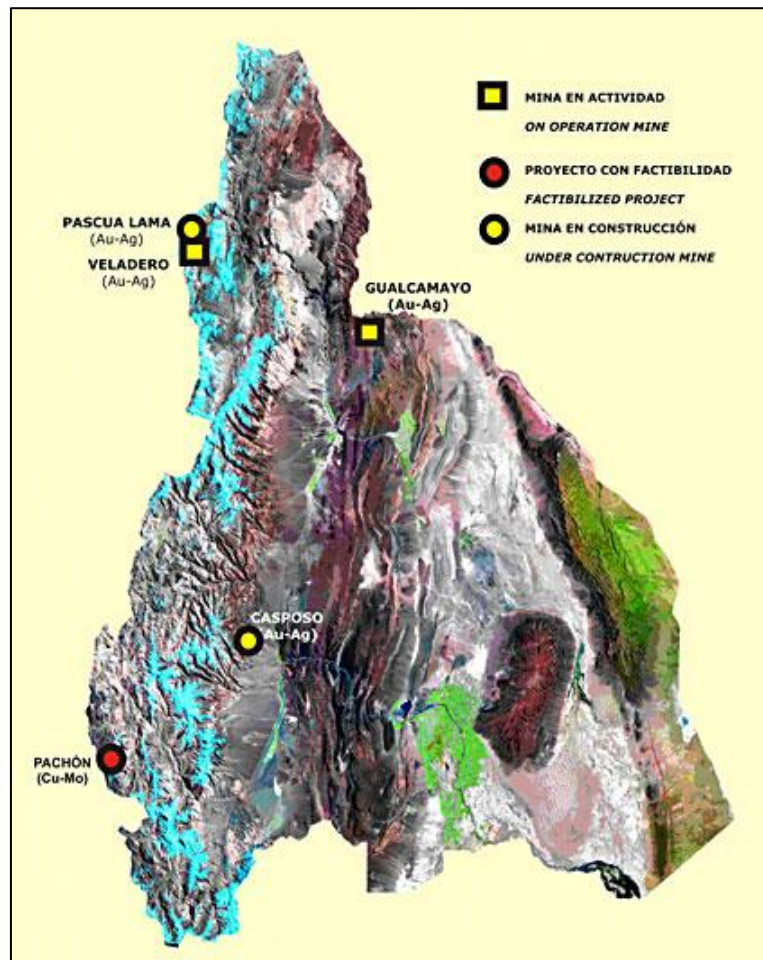 MINA EN ACTIVIDAD
ON OPERATION MINE
PROYECTO CON FACTIBILIDAD
FACTIBILIZED PROJECT
MINA EN CONSTRUCCIÓN
UNDER CONTRUCTION MINE
PASCUA LAMA
(Au-Ag)
VELADERO
(Au-Ag)
GUALCAMAYO
(Au-Ag)
CASPOSO
(Au-Ag)
PACHÓN
(Cu-Mo)